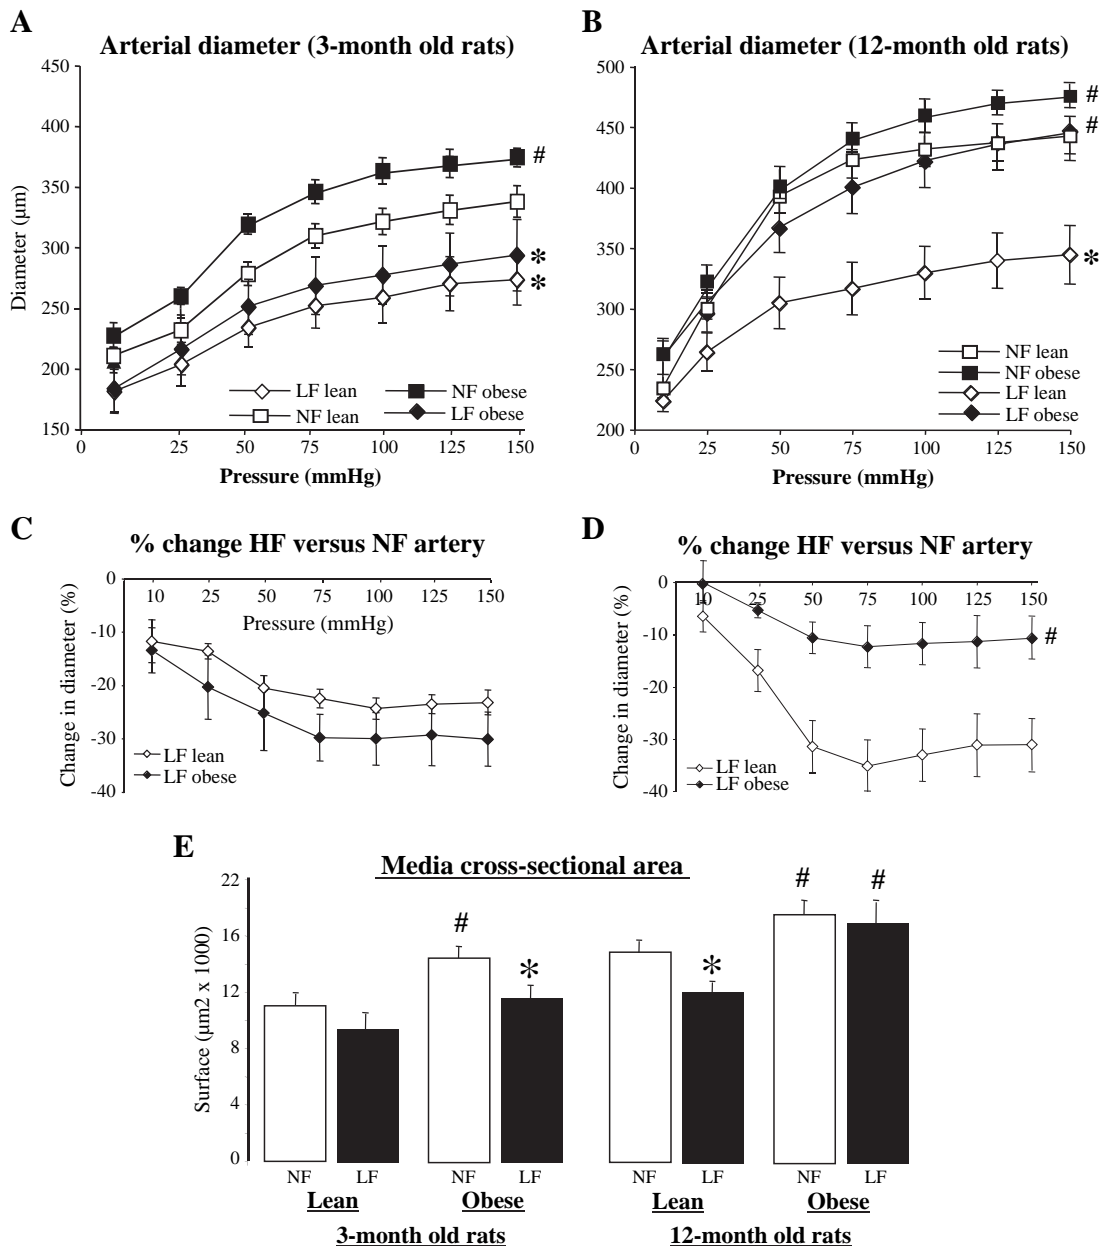 A
Arterial diameter (3-month old rats)
450
400
350
300
250
200
150
Diameter (µm)
#
*
*
LF lean
NF obese
NF lean
LF obese
0
25
50
75
100
125
150
Pressure (mmHg)
B
Arterial diameter (12-month old rats)
500
450
400
350
300
250
200
#
#
*
NF lean
NF obese
LF lean
LF obese
0
25
50
75
100
125
150
Pressure (mmHg)
C
% change HF versus NF artery
0
-10
-20
-30
-40
Change in diameter (%)
10
25
50
75
100
125
150
Pressure (mmHg)
LF lean
LF obese
D
% change HF versus NF artery
0
-10
-20
-30
-40
Change in diameter (%)
10
25
50
75
100
125
150
#
LF lean
LF obese
E
Media cross-sectional area
22
16
12
8
4
0
Surface (µm2 x 1000)
#
*
*
#
#
NF
LF
NF
LF
NF
LF
NF
LF
Lean
Obese
Lean
Obese
3-month old rats
12-month old rats